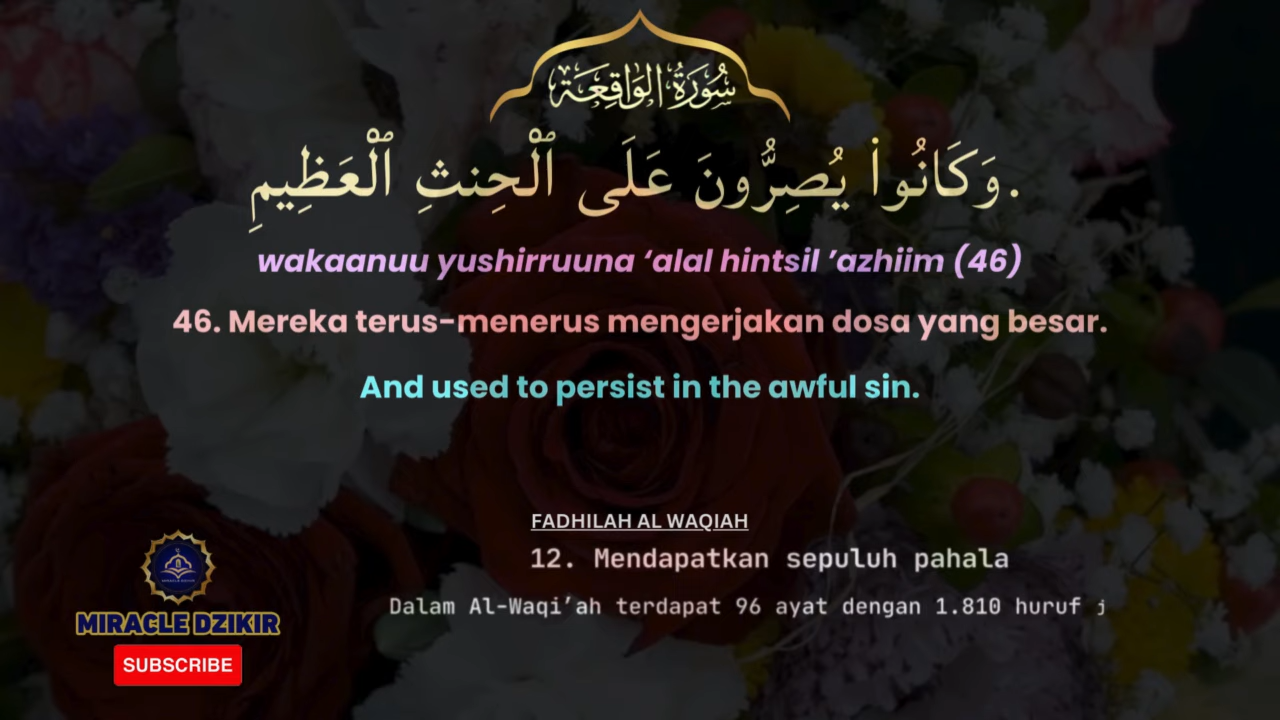 سُورَةُ الوَاقِعَة
وَكَانُوا۟ يُصِرُّونَ عَلَى ٱلْحِنثِ ٱلْعَظِيمِ.
wakaanuu yushirruuna ‘alal hintsil ’azhiim (46)
46. Mereka terus-menerus mengerjakan dosa yang besar.
And used to persist in the awful sin.
FADHILAH AL WAQIAH
12. Mendapatkan sepuluh pahala
Dalam Al-Waqi’ah terdapat 96 ayat dengan 1.810 huruf j
MIRACLE DZIKIR
SUBSCRIBE